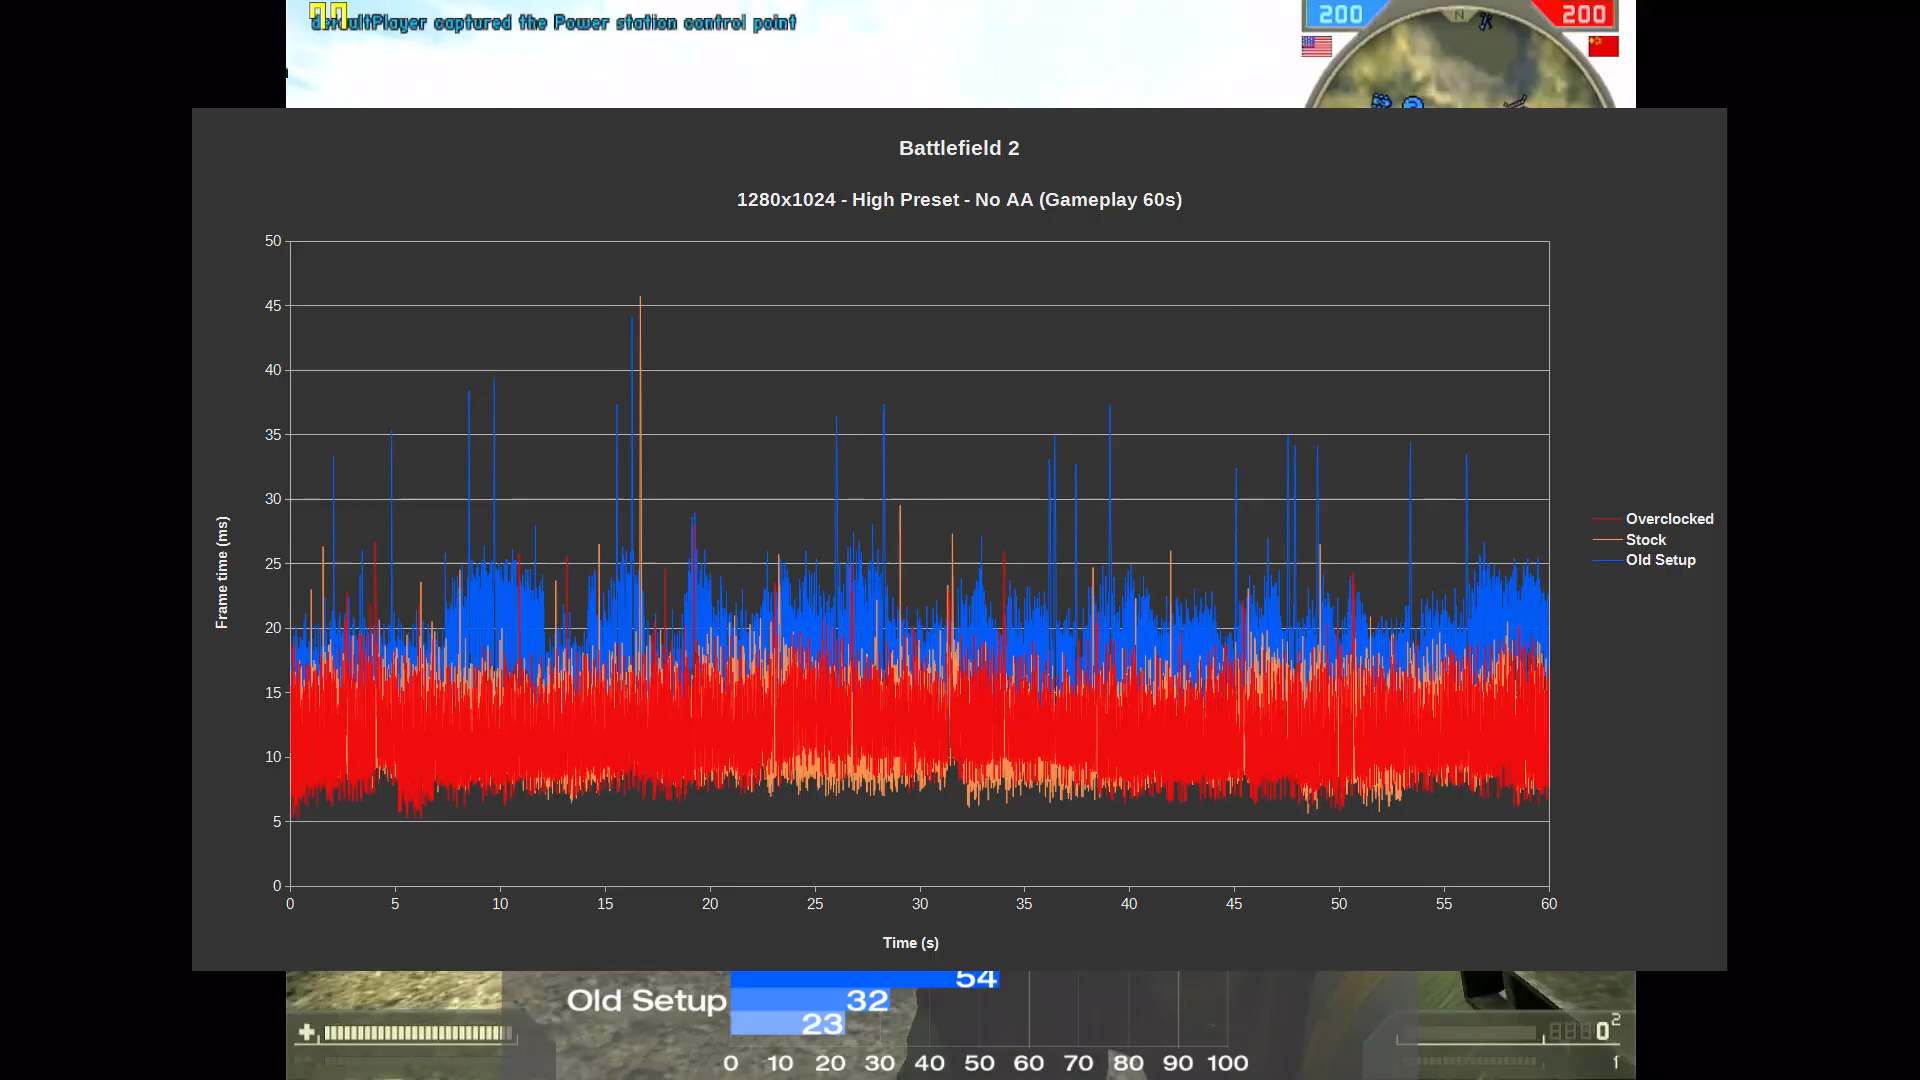 captured the Power station control point
200 200
N
Battlefield 2
1280x1024 - High Preset - No AA (Gameplay 60s)
50
45
40
35
30
25
20
15
10
5
0
Frame time (ms)
0 5 10 15 20 25 30 35 40 45 50 55 60
Time (s)
Overclocked
Stock
Old Setup
54
Old Setup 32
23
0 10 20 30 40 50 60 70 80 90 100
0 2
1